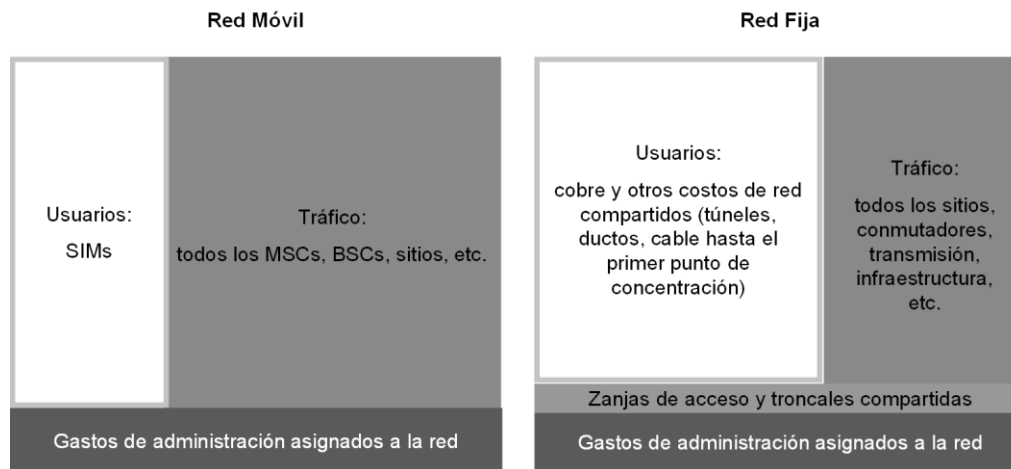 Red Móvil
Usuarios:
SIMs
Tráfico:
todos los MSCs, BSCs, sitios, etc.
Gastos de administración asignados a la red
Red Fija
Usuarios:
cobre y otros costos de red
compartidos (túneles,
ductos, cable hasta el
primer punto de
concentración)
Tráfico:
todos los sitios,
conmutadores,
transmisión,
infraestructura,
etc.
Zanjas de acceso y troncales compartidas
Gastos de administración asignados a la red